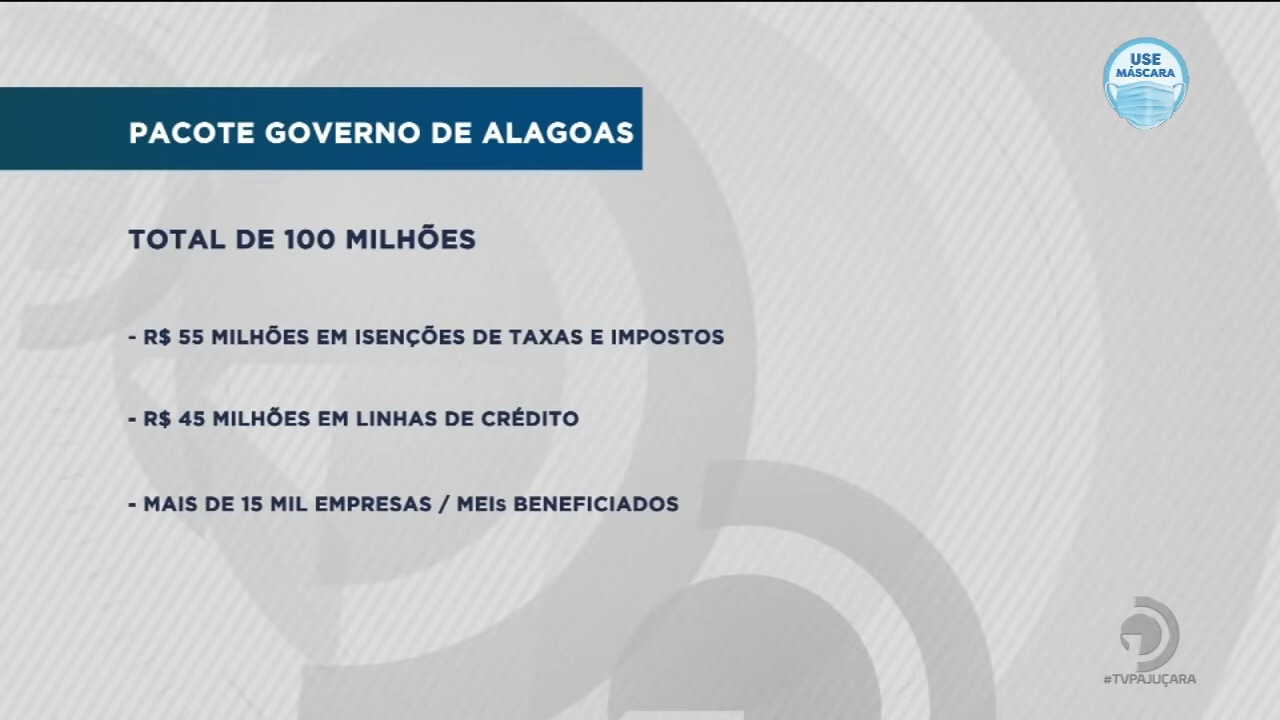 USE
MÁSCARA
PACOTE GOVERNO DE ALAGOAS
TOTAL DE 100 MILHÕES
- R$ 55 MILHÕES EM ISENÇÕES DE TAXAS E IMPOSTOS
- R$ 45 MILHÕES EM LINHAS DE CRÉDITO
- MAIS DE 15 MIL EMPRESAS / MEIs BENEFICIADOS
#TVPAJUÇARA